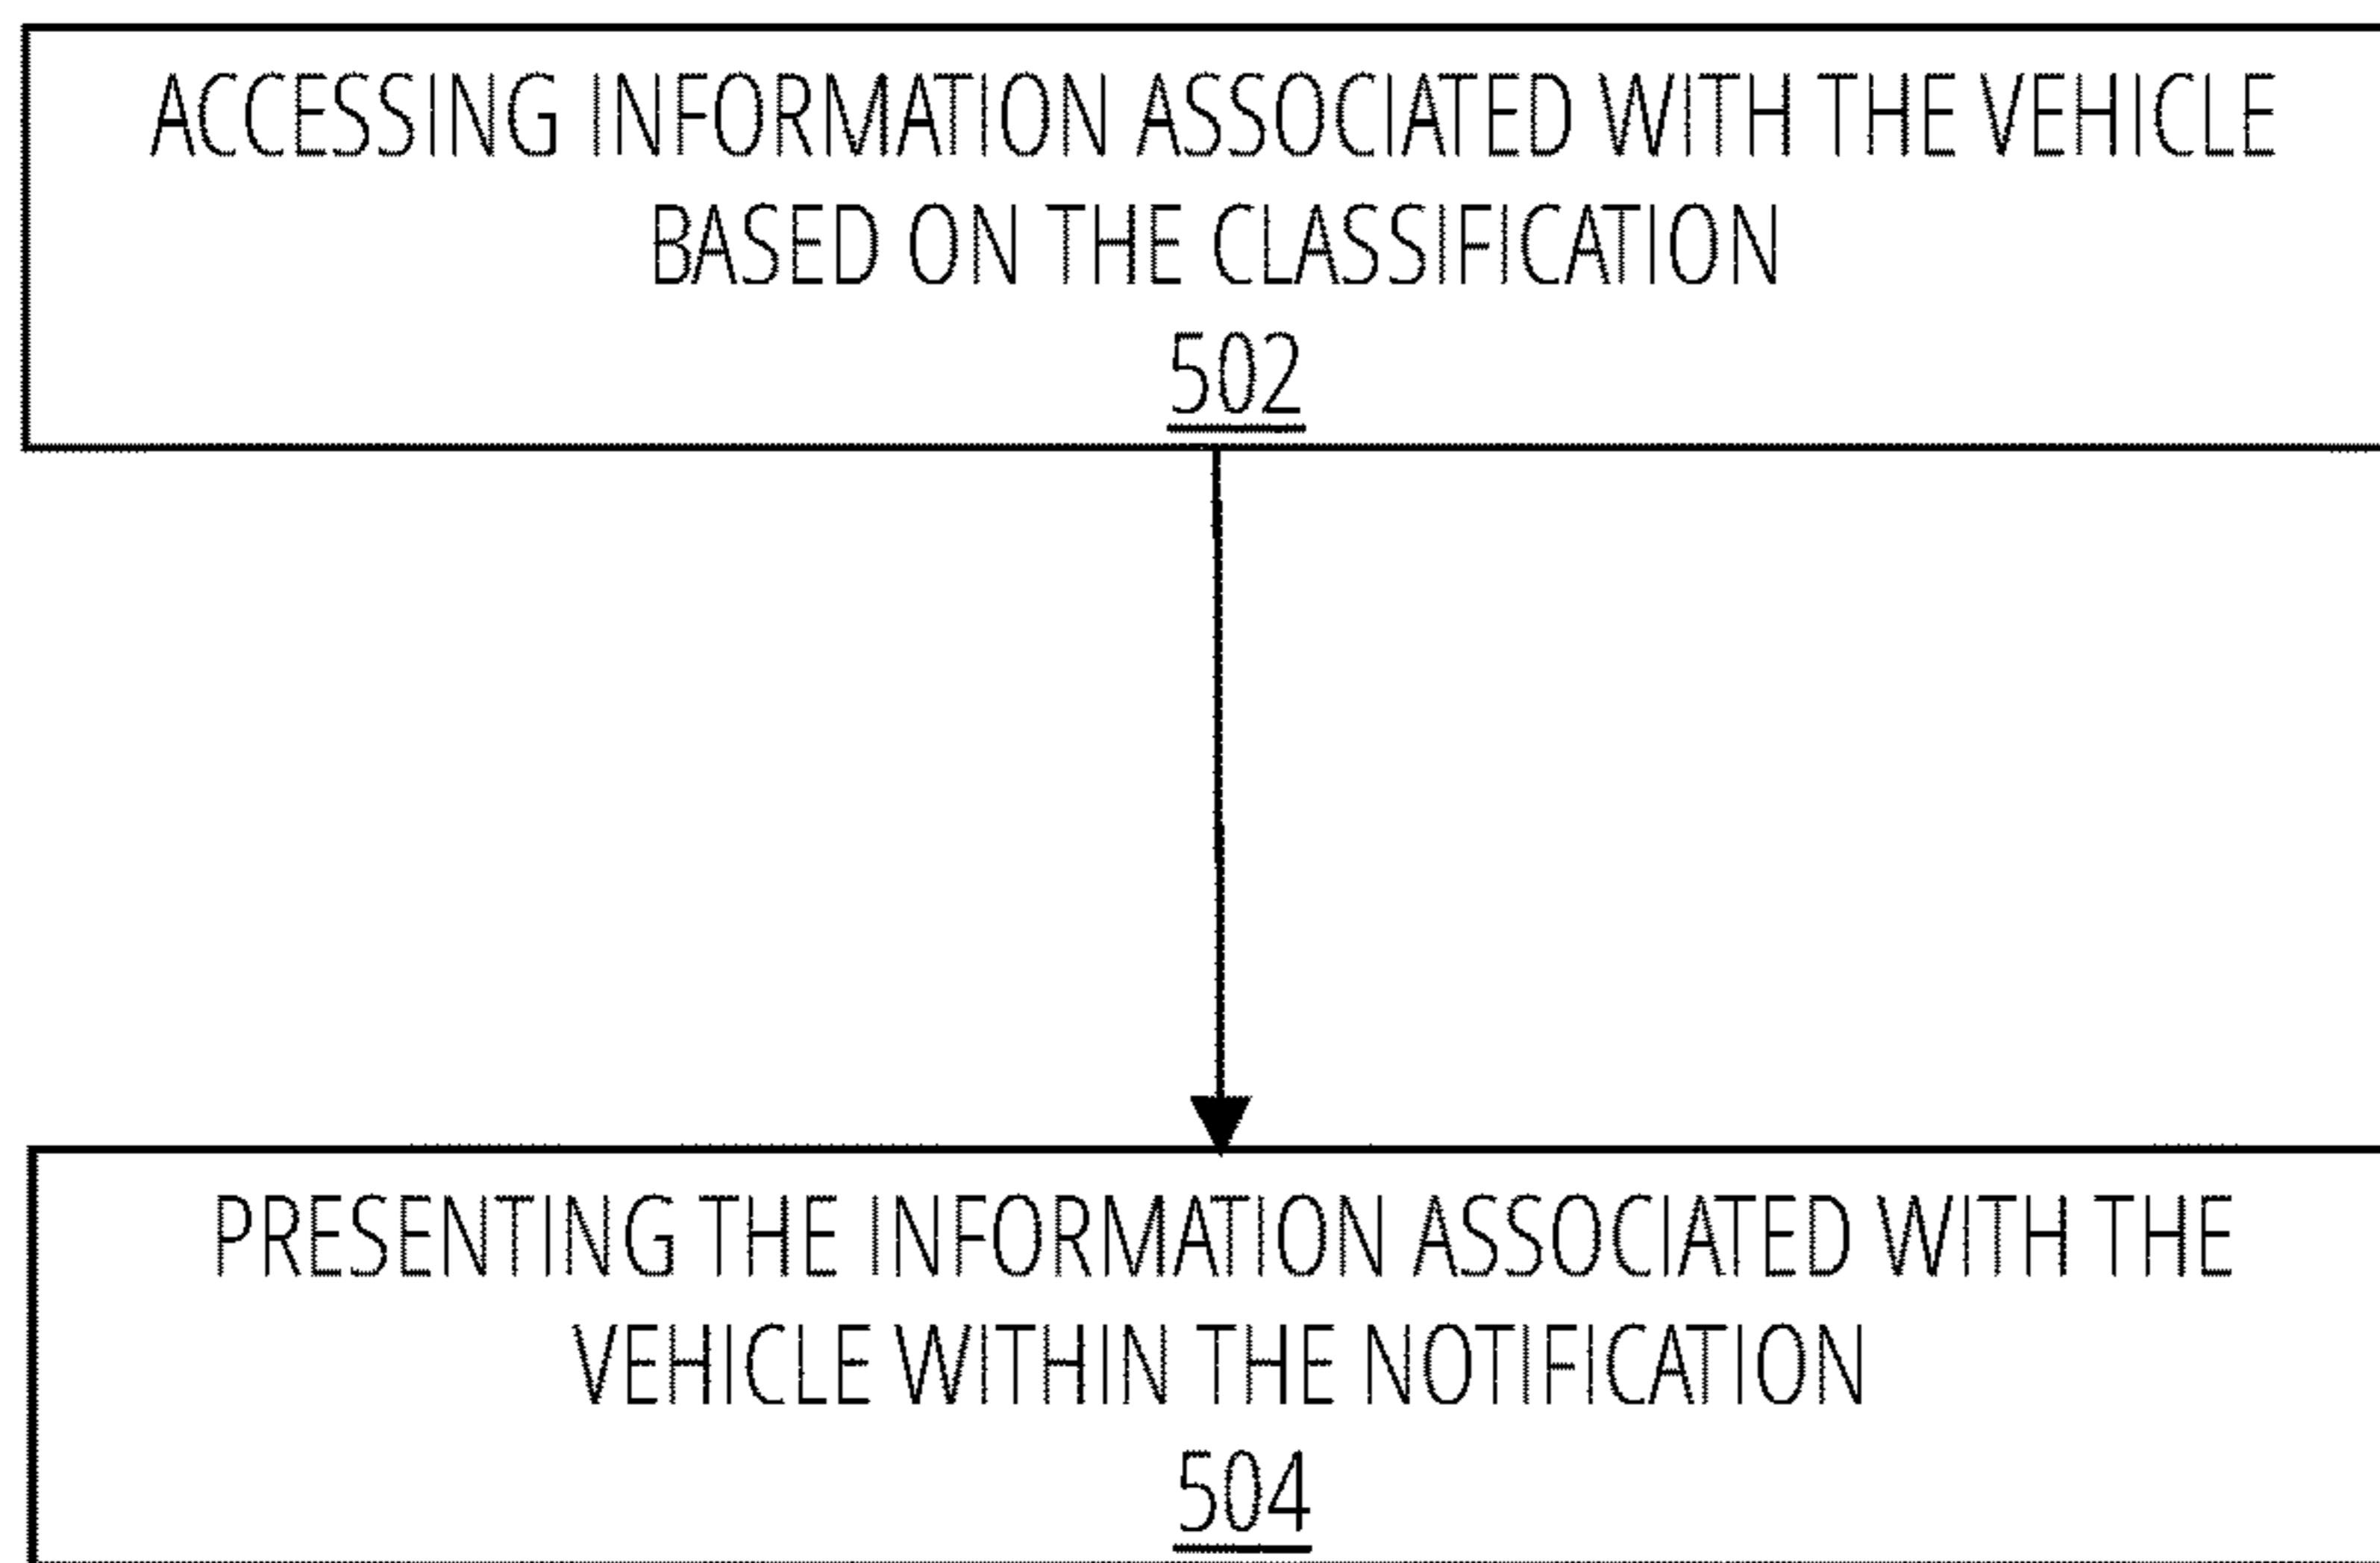 ACCESSING INFORMATION ASSOCIATED WITH THE VEHICLE
BASED ON THE CLASSIFICATION
502
PRESENTING THE INFORMATION ASSOCIATED WITH THE
VEHICLE WITHIN THE NOTIFICATION
504